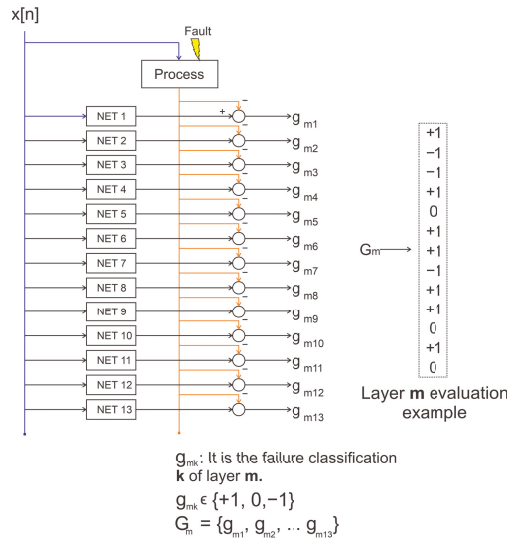 x[n]
Fault
Process
NET 1
+
−
g m1
NET 2
−
g m2
NET 3
−
g m3
NET 4
−
g m4
NET 5
−
g m5
NET 6
−
g m6
NET 7
−
g m7
NET 8
−
g m8
NET 9
−
g m9
NET 10
−
g m10
NET 11
−
g m11
NET 12
−
g m12
NET 13
−
g m13
Gm
+1
−1
−1
+1
0
+1
+1
−1
+1
+1
0
+1
0
Layer m evaluation
example
gmk: It is the failure classification
k of layer m.
gmk ϵ {+1, 0,−1}
Gm = {gm1, gm2, ... gm13}